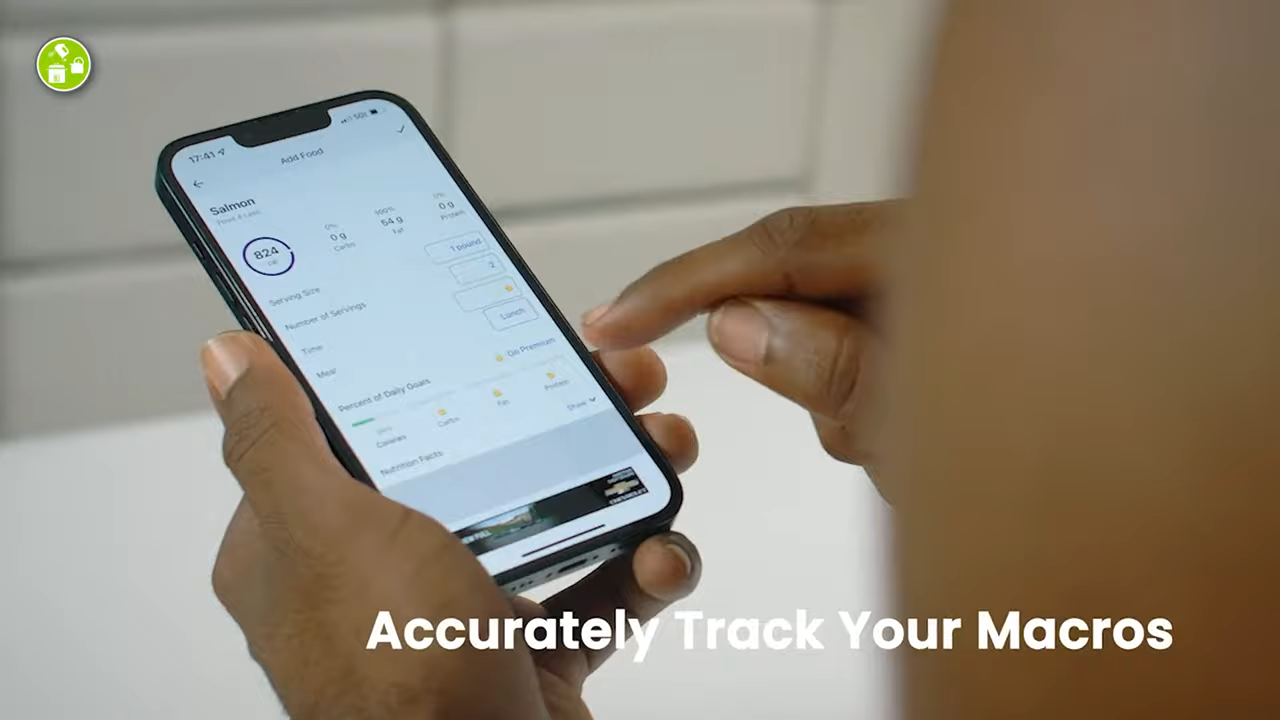 17:41
Add Food
Salmon
824
cal
0%
0 g
Carbs
100%
54 g
Fat
0%
0 g
Protein
Serving Size
1 pound
Number of Servings
2
Time
Meal
Lunch
Go Premium
Percent of Daily Goals
Calories
Carbs
Fat
Protein
Show
Nutrition Facts
CHEVROLET
Accurately Track Your Macros